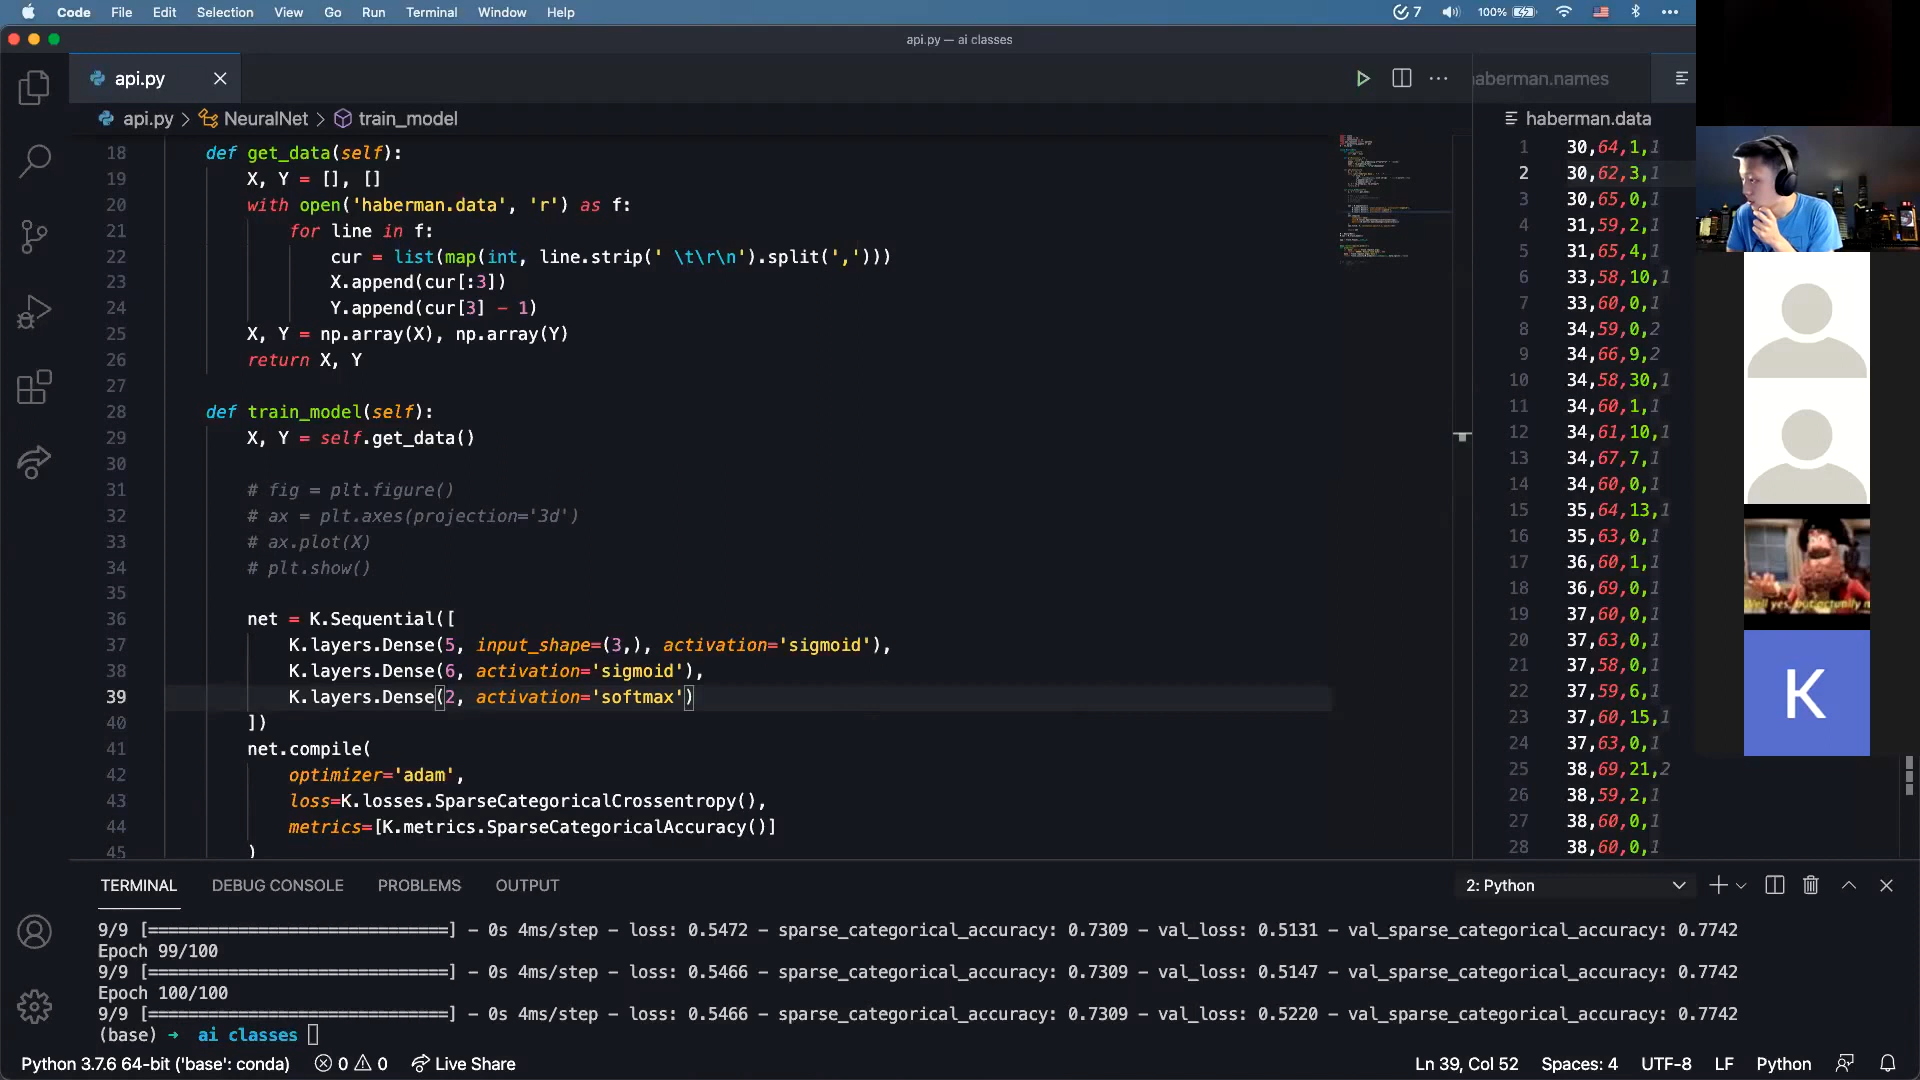 Code File Edit Selection View Go Run Terminal Window Help 7 100%
api.py — ai classes
api.py
haberman.names
api.py > NeuralNet > train_model
haberman.data
18 def get_data(self):
19 X, Y = [], []
20 with open('haberman.data', 'r') as f:
21 for line in f:
22 cur = list(map(int, line.strip(' \t\r\n').split(',')))
23 X.append(cur[:3])
24 Y.append(cur[3] - 1)
25 X, Y = np.array(X), np.array(Y)
26 return X, Y
27
28 def train_model(self):
29 X, Y = self.get_data()
30
31 # fig = plt.figure()
32 # ax = plt.axes(projection='3d')
33 # ax.plot(X)
34 # plt.show()
35
36 net = K.Sequential([
37 K.layers.Dense(5, input_shape=(3,), activation='sigmoid'),
38 K.layers.Dense(6, activation='sigmoid'),
39 K.layers.Dense(2, activation='softmax')
40 ])
41 net.compile(
42 optimizer='adam',
43 loss=K.losses.SparseCategoricalCrossentropy(),
44 metrics=[K.metrics.SparseCategoricalAccuracy()]
45 )
1 30,64,1,1
2 30,62,3,1
3 30,65,0,1
4 31,59,2,1
5 31,65,4,1
6 33,58,10,1
7 33,60,0,1
8 34,59,0,2
9 34,66,9,2
10 34,58,30,1
11 34,60,1,1
12 34,61,10,1
13 34,67,7,1
14 34,60,0,1
15 35,64,13,1
16 35,63,0,1
17 36,60,1,1
18 36,69,0,1
19 37,60,0,1
20 37,63,0,1
21 37,58,0,1
22 37,59,6,1
23 37,60,15,1
24 37,63,0,1
25 38,69,21,2
26 38,59,2,1
27 38,60,0,1
28 38,60,0,1
Well yes, but actually n
K
TERMINAL DEBUG CONSOLE PROBLEMS OUTPUT 2: Python
9/9 [==============================] - 0s 4ms/step - loss: 0.5472 - sparse_categorical_accuracy: 0.7309 - val_loss: 0.5131 - val_sparse_categorical_accuracy: 0.7742
Epoch 99/100
9/9 [==============================] - 0s 4ms/step - loss: 0.5466 - sparse_categorical_accuracy: 0.7309 - val_loss: 0.5147 - val_sparse_categorical_accuracy: 0.7742
Epoch 100/100
9/9 [==============================] - 0s 4ms/step - loss: 0.5466 - sparse_categorical_accuracy: 0.7309 - val_loss: 0.5220 - val_sparse_categorical_accuracy: 0.7742
(base) → ai classes
Python 3.7.6 64-bit ('base': conda) 0 0 Live Share Ln 39, Col 52 Spaces: 4 UTF-8 LF Python